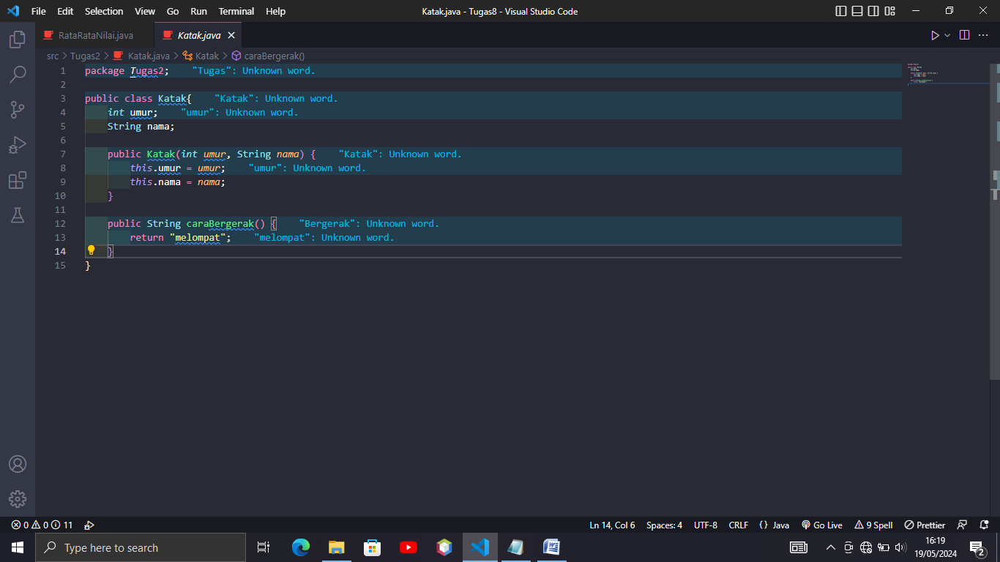 File Edit Selection View Go Run Terminal Help Katak.java - Tugas8 - Visual Studio Code
RataRataNilai.java Katak.java
src > Tugas2 > Katak.java > Katak > caraBergerak()
1 package Tugas2; "Tugas": Unknown word.
2
3 public class Katak{ "Katak": Unknown word.
4 int umur; "umur": Unknown word.
5 String nama;
6
7 public Katak(int umur, String nama) { "Katak": Unknown word.
8 this.umur = umur; "umur": Unknown word.
9 this.nama = nama;
10 }
11
12 public String caraBergerak() { "Bergerak": Unknown word.
13 return "melompat"; "melompat": Unknown word.
14 }
15 }
0 0 11 Ln 14, Col 6 Spaces: 4 UTF-8 CRLF {} Java Go Live 9 Spell Prettier
Type here to search
16:19
19/05/2024
2